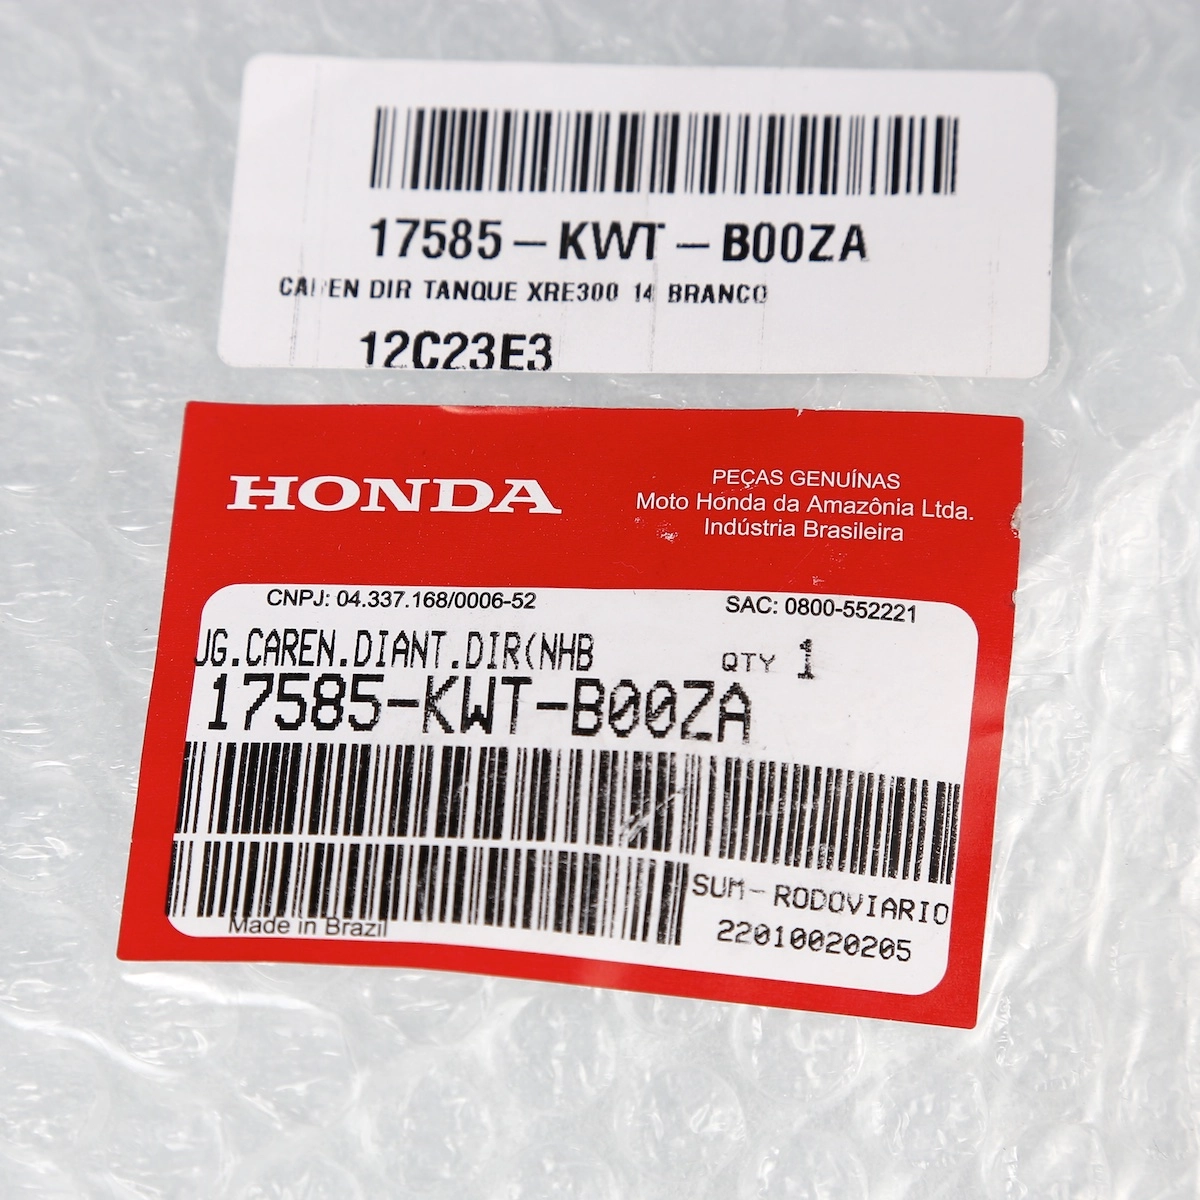 17585-KWT-B00ZA
CAREN DIR TANQUE XRE300 14 BRANCO
12C23E3
HONDA
PEÇAS GENUÍNAS
Moto Honda da Amazônia Ltda.
Indústria Brasileira
CNPJ: 04.337.168/0006-52
SAC: 0800-552221
JG.CAREN.DIANT.DIR(NHB
QTY 1
17585-KWT-B00ZA
SUM-RODOVIARIO
22010020205
Made in Brazil